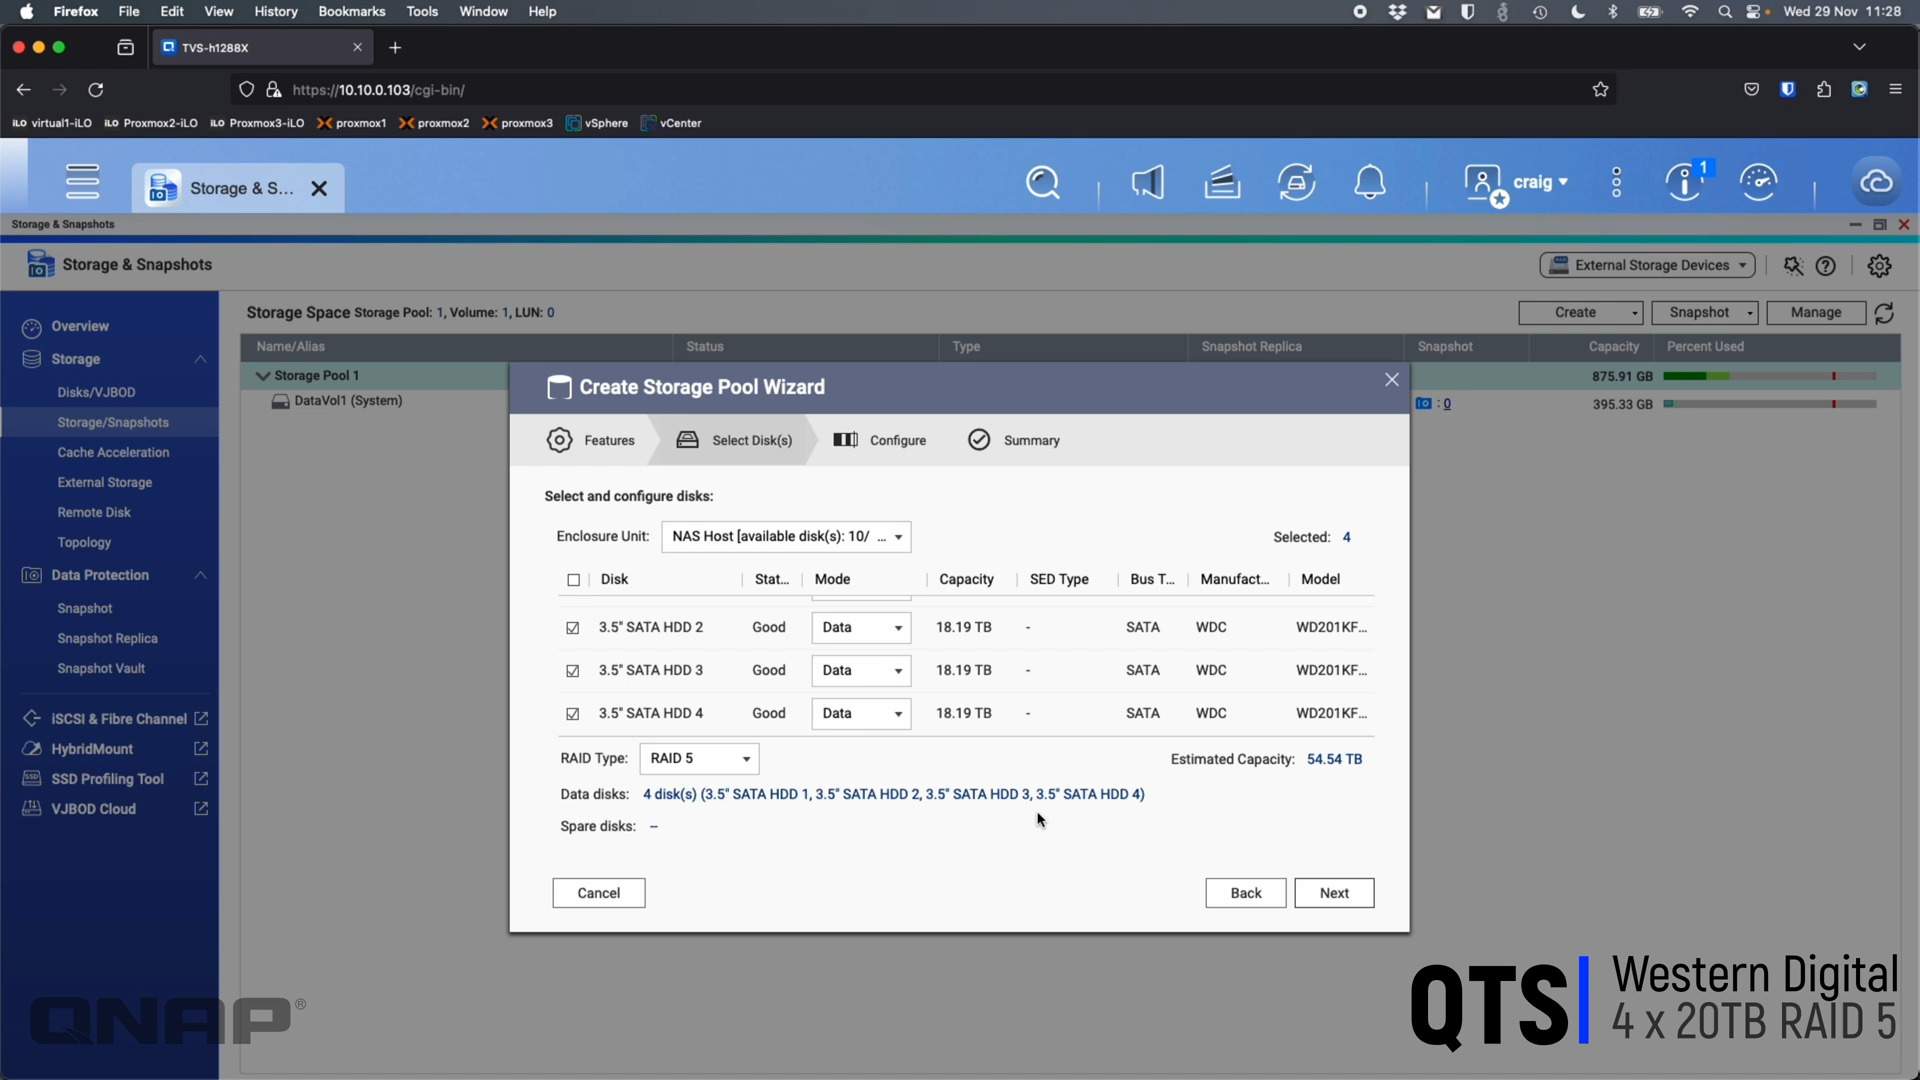 Firefox File Edit View History Bookmarks Tools Window Help Wed 29 Nov 11:28
TVS-h1288X
https://10.10.0.103/cgi-bin/
iLO virtual1-iLO iLO Proxmox2-iLO iLO Proxmox3-iLO proxmox1 proxmox2 proxmox3 vSphere vCenter
Storage & S... craig 1
Storage & Snapshots
Storage & Snapshots External Storage Devices
Overview
Storage
Disks/VJBOD
Storage/Snapshots
Cache Acceleration
External Storage
Remote Disk
Topology
Data Protection
Snapshot
Snapshot Replica
Snapshot Vault
iSCSI & Fibre Channel
HybridMount
SSD Profiling Tool
VJBOD Cloud
Storage Space Storage Pool: 1, Volume: 1, LUN: 0 Create Snapshot Manage
Name/Alias Status Type Snapshot Replica Snapshot Capacity Percent Used
Storage Pool 1 875.91 GB
DataVol1 (System) : 0 395.33 GB
Create Storage Pool Wizard
Features Select Disk(s) Configure Summary
Select and configure disks:
Enclosure Unit: NAS Host [available disk(s): 10/ ... Selected: 4
Disk Stat... Mode Capacity SED Type Bus T... Manufact... Model
3.5" SATA HDD 2 Good Data 18.19 TB - SATA WDC WD201KF...
3.5" SATA HDD 3 Good Data 18.19 TB - SATA WDC WD201KF...
3.5" SATA HDD 4 Good Data 18.19 TB - SATA WDC WD201KF...
RAID Type: RAID 5 Estimated Capacity: 54.54 TB
Data disks: 4 disk(s) (3.5" SATA HDD 1, 3.5" SATA HDD 2, 3.5" SATA HDD 3, 3.5" SATA HDD 4)
Spare disks: --
Cancel Back Next
QNAP®
QTS
Western Digital
4 x 20TB RAID 5